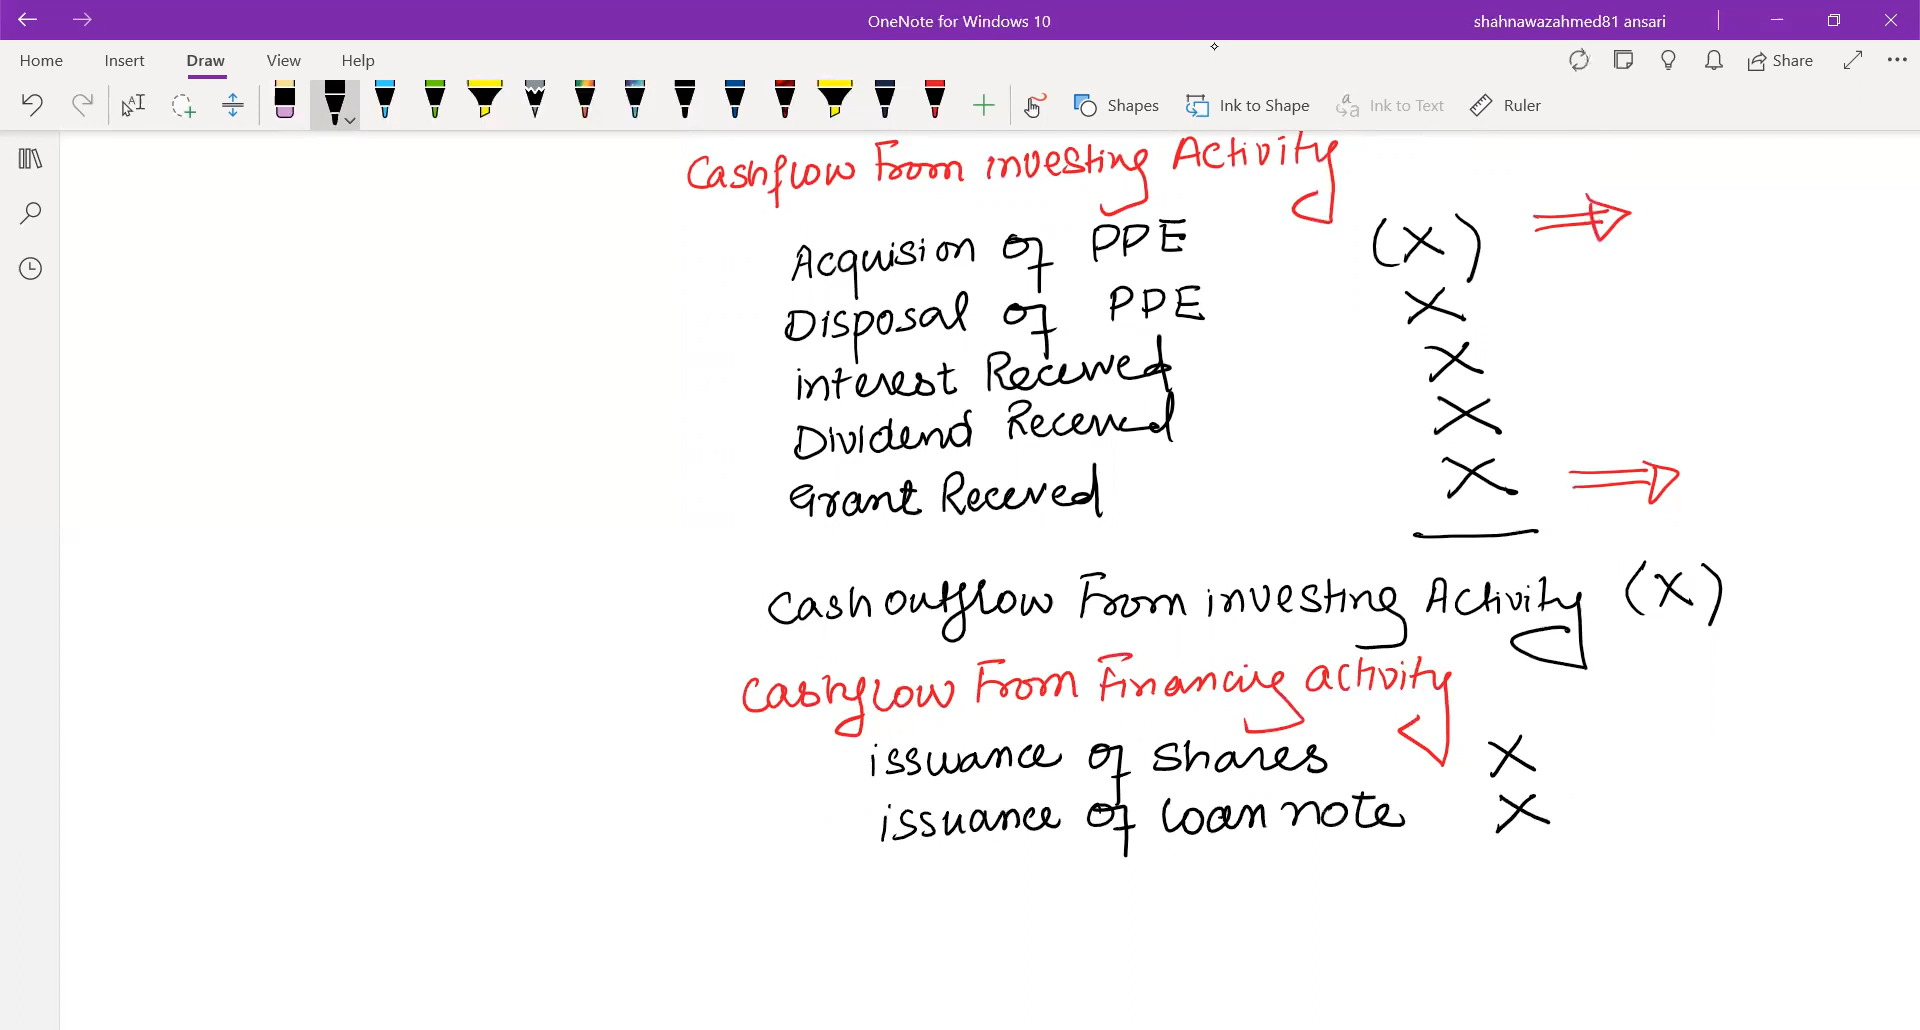 OneNote for Windows 10
shahnawazahmed81 ansari
Home Insert Draw View Help Share
Shapes Ink to Shape Ink to Text Ruler
Cashflow From investing Activity
Acquision of PPE (X)
Disposal of PPE X
interest Received X
Dividend Received X
Grant Receved X
Cash outflow From investing Activity (X)
Cashflow From Financing activity
issuance of shares X
issuance of Loan note X